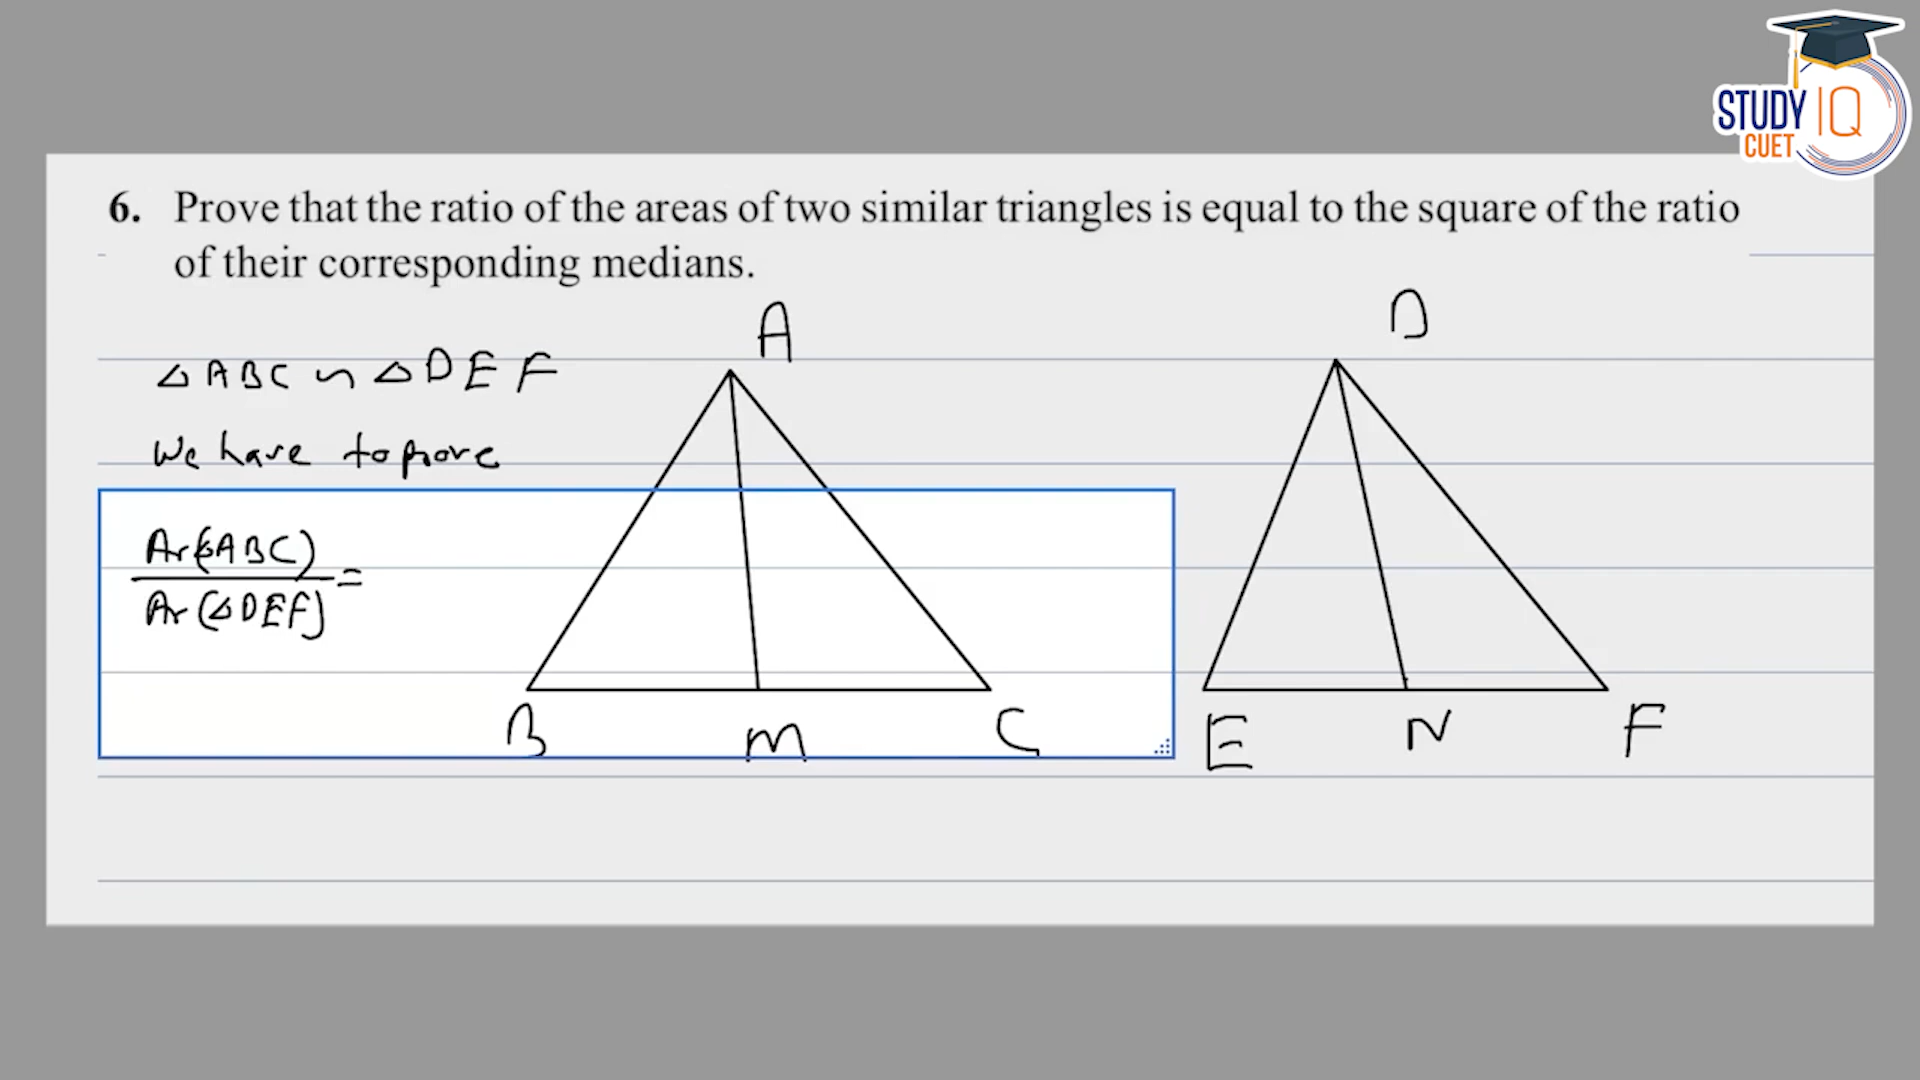 STUDY IQ
CUET
6. Prove that the ratio of the areas of two similar triangles is equal to the square of the ratio
of their corresponding medians.
A
D
△ABC ∽ △DEF
We have to prove
Ar(△ABC)
=
Ar(△DEF)
B M C E N F